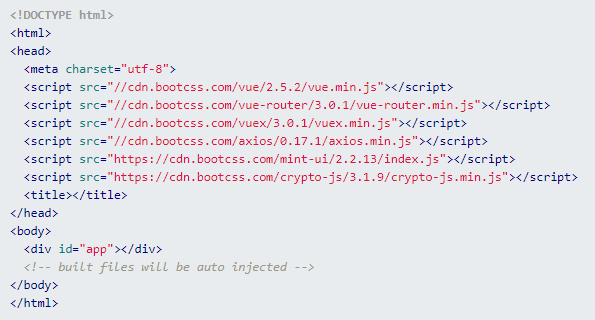 <!DOCTYPE html>
<html>
<head>
<meta charset="utf-8">
<script src="//cdn.bootcss.com/vue/2.5.2/vue.min.js"></script>
<script src="//cdn.bootcss.com/vue-router/3.0.1/vue-router.min.js"></script>
<script src="//cdn.bootcss.com/vuex/3.0.1/vuex.min.js"></script>
<script src="//cdn.bootcss.com/axios/0.17.1/axios.min.js"></script>
<script src="https://cdn.bootcss.com/mint-ui/2.2.13/index.js"></script>
<script src="https://cdn.bootcss.com/crypto-js/3.1.9/crypto-js.min.js"></script>
<title></title>
</head>
<body>
<div id="app"></div>
<!-- built files will be auto injected -->
</body>
</html>